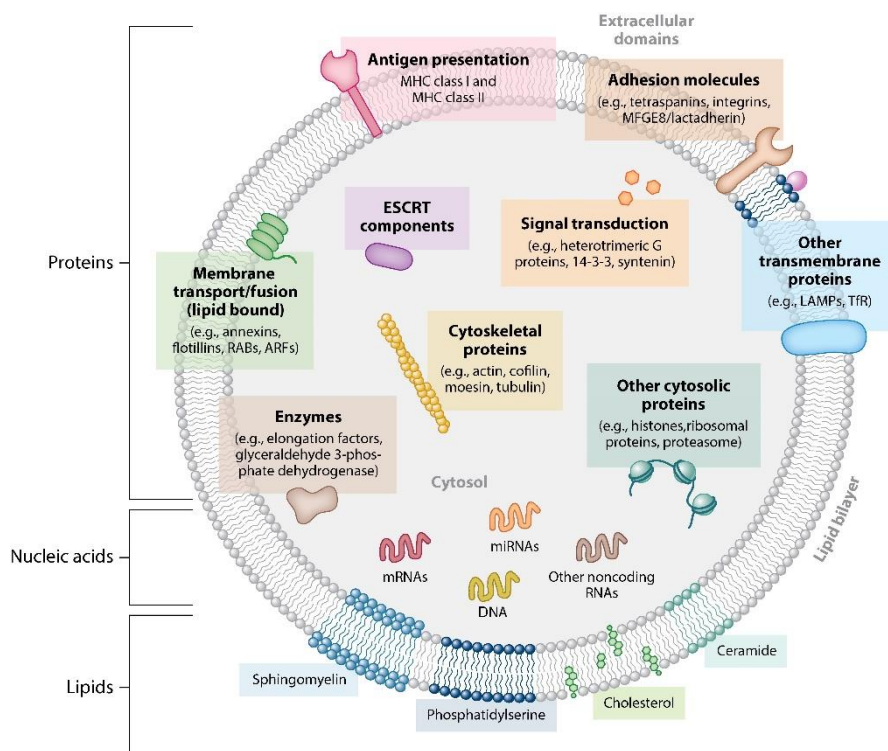 Extracellular
domains
Antigen presentation
MHC class I and
MHC class II
Adhesion molecules
(e.g., tetraspanins, integrins,
MFGE8/lactadherin)
ESCRT
components
Signal transduction
(e.g., heterotrimeric G
proteins, 14-3-3, syntenin)
Other
transmembrane
proteins
(e.g., LAMPs, TfR)
Proteins
Membrane
transport/fusion
(lipid bound)
(e.g., annexins,
flotillins, RABs, ARFs)
Cytoskeletal
proteins
(e.g., actin, cofilin,
moesin, tubulin)
Other cytosolic
proteins
(e.g., histones,ribosomal
proteins, proteasome)
Enzymes
(e.g., elongation factors,
glyceraldehyde 3-phos-
phate dehydrogenase)
Cytosol
Lipid bilayer
Nucleic acids
mRNAs
miRNAs
DNA
Other noncoding
RNAs
Lipids
Sphingomyelin
Phosphatidylserine
Cholesterol
Ceramide